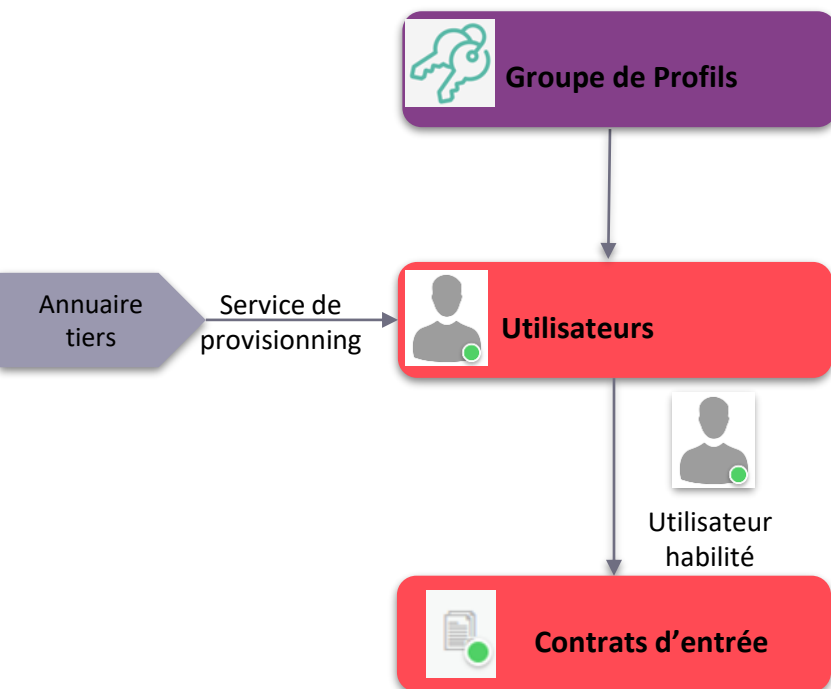 Groupe de Profils
Annuaire
tiers
Service de
provisionning
Utilisateurs
Utilisateur
habilité
Contrats d’entrée